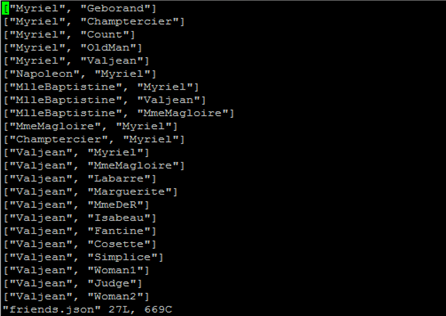 ["Myriel", "Geborand"]
["Myriel", "Champtercier"]
["Myriel", "Count"]
["Myriel", "OldMan"]
["Myriel", "Valjean"]
["Napoleon", "Myriel"]
["MlleBaptistine", "Myriel"]
["MlleBaptistine", "Valjean"]
["MlleBaptistine", "MmeMagloire"]
["MmeMagloire", "Myriel"]
["Champtercier", "Myriel"]
["Valjean", "Myriel"]
["Valjean", "MmeMagloire"]
["Valjean", "Labarre"]
["Valjean", "Marguerite"]
["Valjean", "MmeDeR"]
["Valjean", "Isabeau"]
["Valjean", "Fantine"]
["Valjean", "Cosette"]
["Valjean", "Simplice"]
["Valjean", "Woman1"]
["Valjean", "Judge"]
["Valjean", "Woman2"]
"friends.json" 27L, 669C